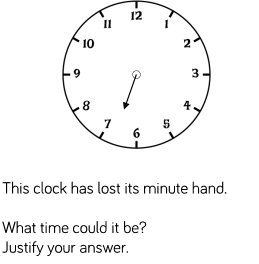 12
11 1
10 2
9 3
8 4
7 5
6
This clock has lost its minute hand.
What time could it be?
Justify your answer.